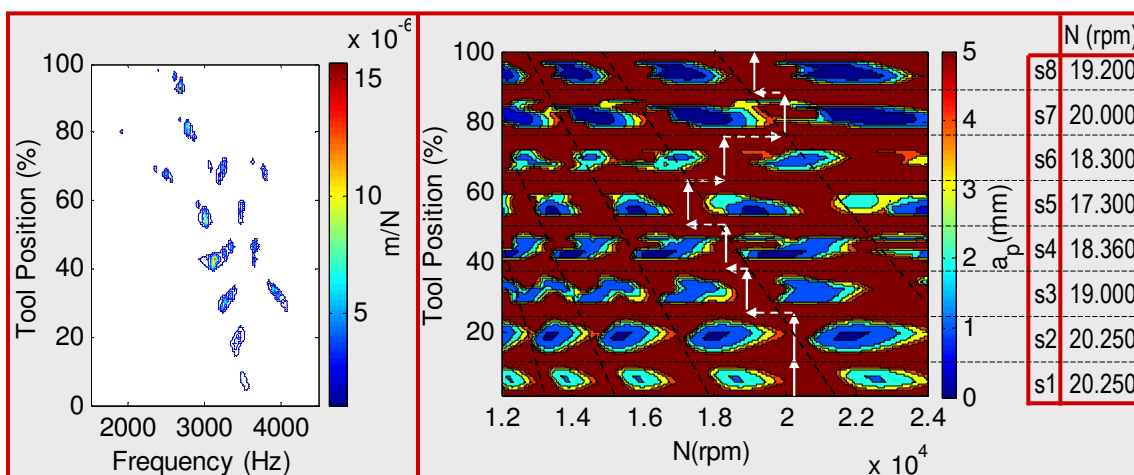 x 10⁻⁶
100
80
60
40
20
0
Tool Position (%)
2000 3000 4000
Frequency (Hz)
15
10
5
m/N
100
80
60
40
20
Tool Position (%)
1.2 1.4 1.6 1.8 2 2.2 2.4
N(rpm)
x 10⁴
5
4
3
2
1
0
aₚ(mm)
N (rpm)
s8 19.200
s7 20.000
s6 18.300
s5 17.300
s4 18.360
s3 19.000
s2 20.250
s1 20.250